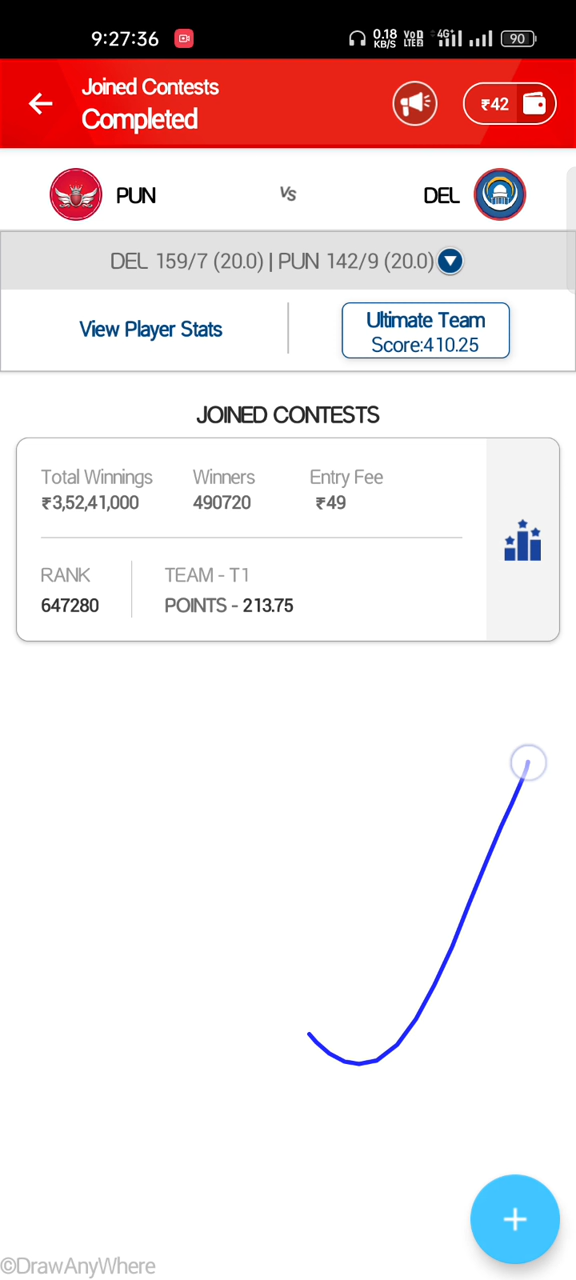 9:27:36 0.18 KB/S VoD LTE2 4G+ 90
Joined Contests
Completed
₹42
PUN Vs DEL
DEL 159/7 (20.0) | PUN 142/9 (20.0)
View Player Stats
Ultimate Team
Score:410.25
JOINED CONTESTS
Total Winnings Winners Entry Fee
₹3,52,41,000 490720 ₹49
RANK TEAM - T1
647280 POINTS - 213.75
©DrawAnyWhere